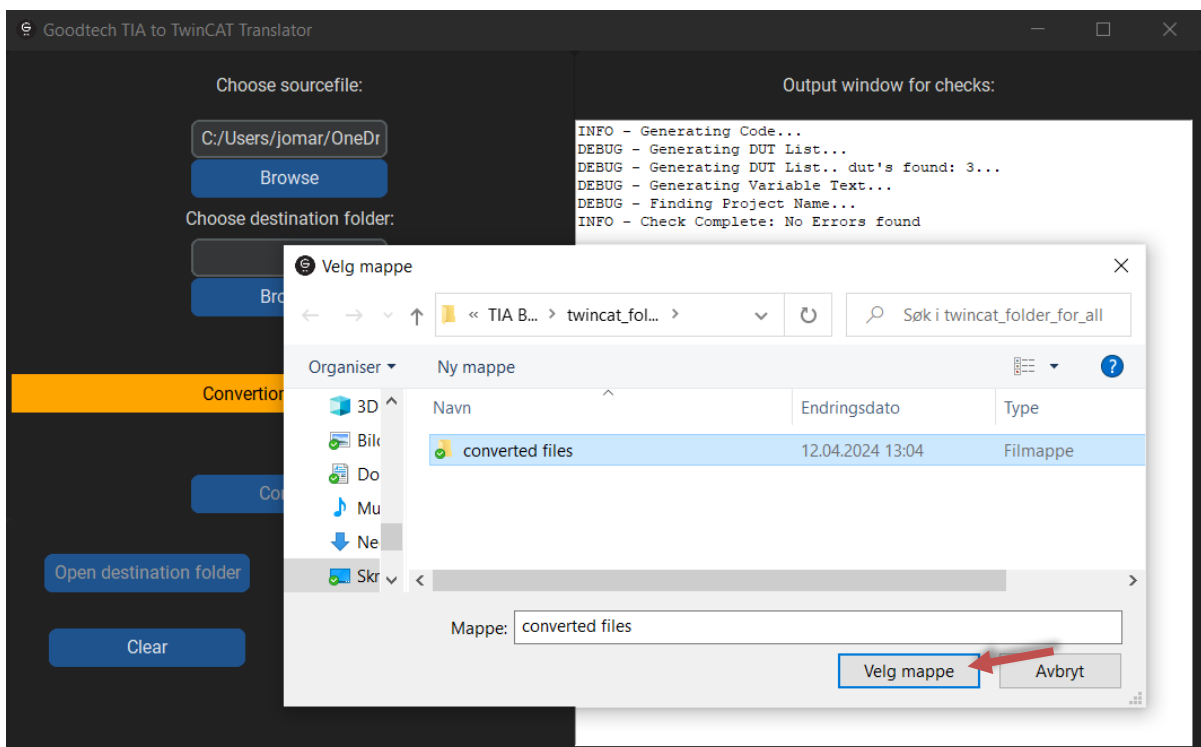 Goodtech TIA to TwinCAT Translator
Choose sourcefile:
C:/Users/jomar/OneDr
Browse
Choose destination folder:
Bro
Convertion
Co
Open destination folder
Clear
Output window for checks:
INFO - Generating Code...
DEBUG - Generating DUT List...
DEBUG - Generating DUT List.. dut's found: 3...
DEBUG - Generating Variable Text...
DEBUG - Finding Project Name...
INFO - Check Complete: No Errors found
Velg mappe
« TIA B... > twincat_fol... >
Søk i twincat_folder_for_all
Organiser
Ny mappe
?
3D
Bild
Do
Mu
Ne
Skr
Navn
Endringsdato
Type
converted files
12.04.2024 13:04
Filmappe
Mappe:
converted files
Velg mappe
Avbryt